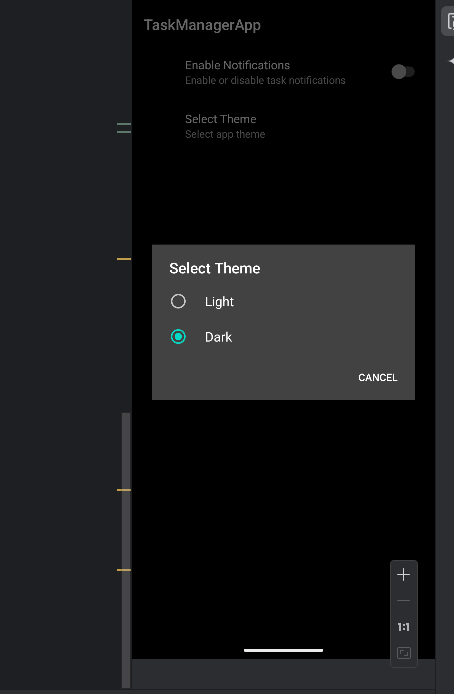 TaskManagerApp
Enable Notifications
Enable or disable task notifications
Select Theme
Select app theme
Select Theme
Light
Dark
CANCEL
1:1